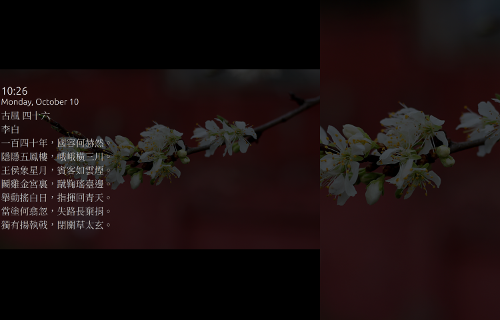 10:26
Monday, October 10
古風 四十六
李白
一百四十年，國容何赫然。
隱隱五鳳樓，峨峨橫三川。
王侯象星月，賓客如雲煙。
鬬雞金宮裏，蹴鞠瑤臺邊。
舉動搖白日，指揮回青天。
當塗何翕忽，失路長棄捐。
獨有揚執戟，閉關草太玄。